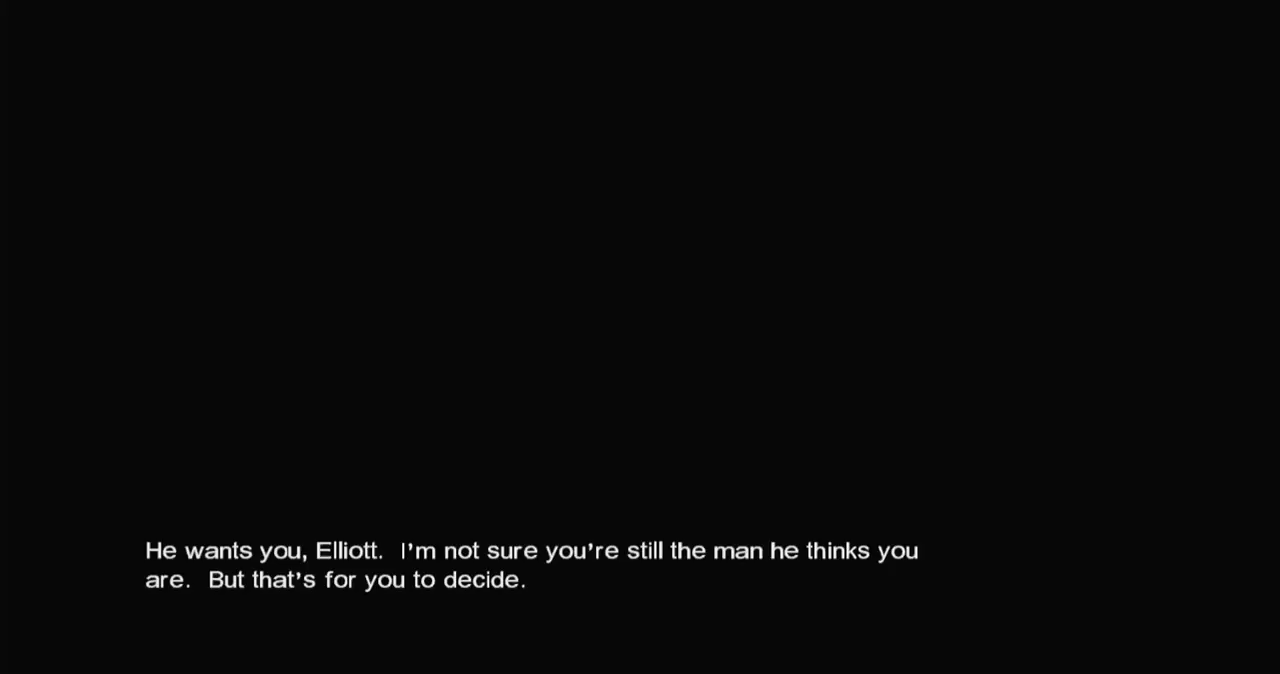 He wants you, Elliott.  I’m not sure you’re still the man he thinks you
are.  But that’s for you to decide.